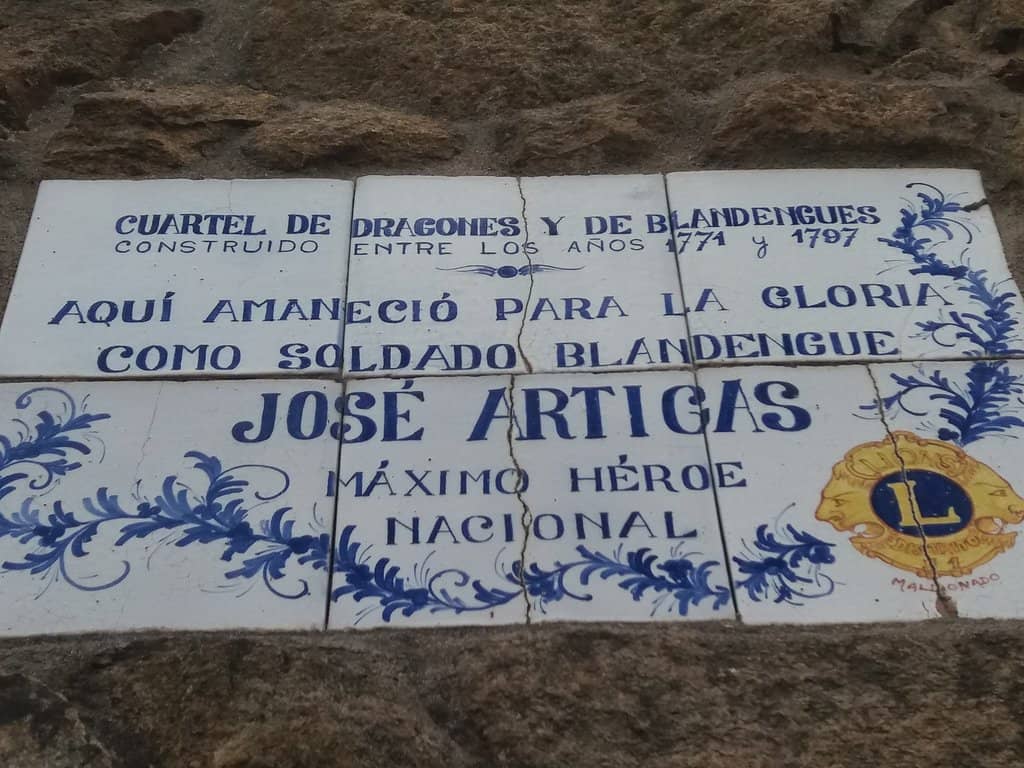 CUARTEL DE DRAGONES Y DE BLANDENGUES
CONSTRUIDO ENTRE LOS AÑOS 1771 y 1797
AQUÍ AMANECIÓ PARA LA GLORIA
COMO SOLDADO BLANDENGUE
JOSÉ ARTIGAS
MÁXIMO HÉROE
NACIONAL
L
MALDONADO